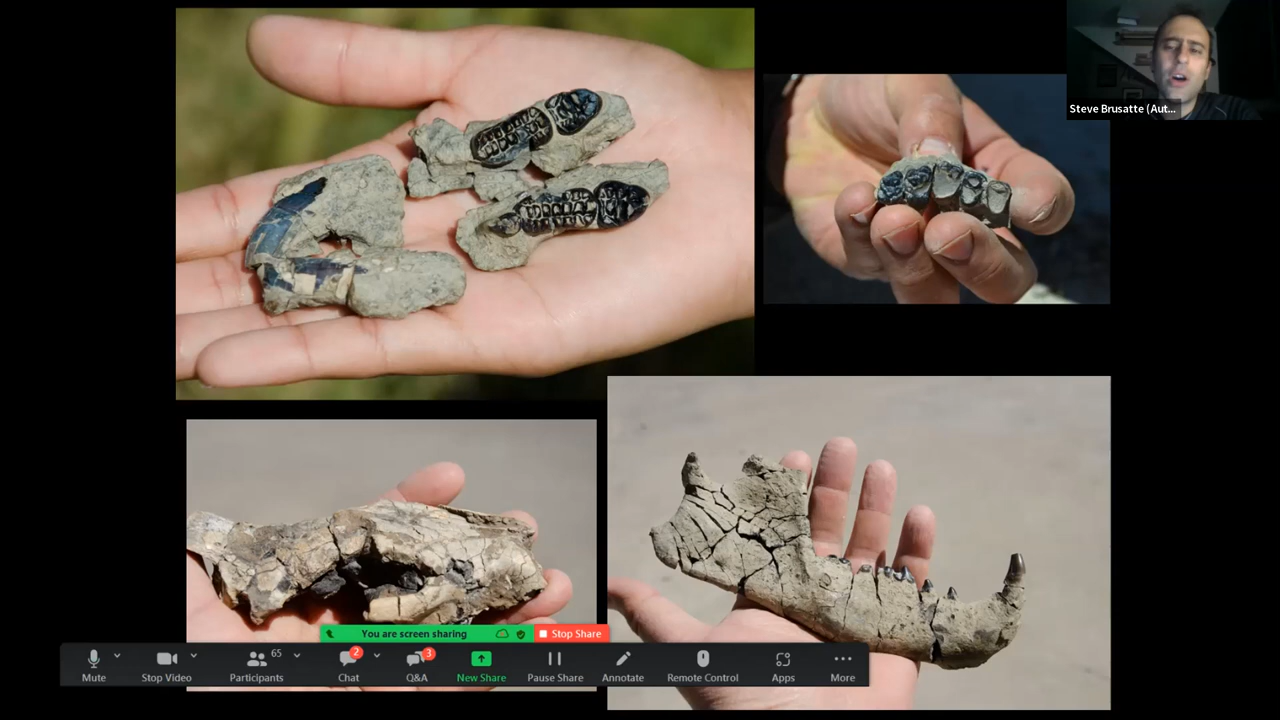 Steve Brusatte (Aut...
You are screen sharing
Stop Share
65
2
3
Mute
Stop Video
Participants
Chat
Q&A
New Share
Pause Share
Annotate
Remote Control
Apps
More